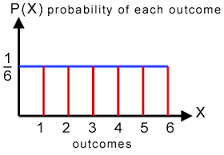 P(X) probability of each outcome
1
6
X
1 2 3 4 5 6
outcomes